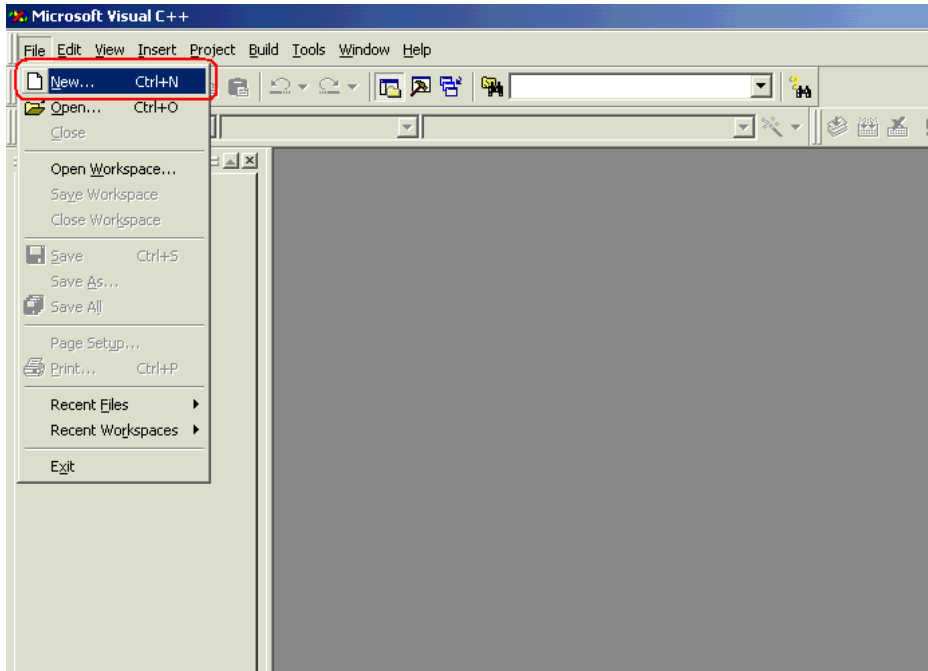 Microsoft Visual C++
File Edit View Insert Project Build Tools Window Help
New... Ctrl+N
Open... Ctrl+O
Close
Open Workspace...
Save Workspace
Close Workspace
Save Ctrl+S
Save As...
Save All
Page Setup...
Print... Ctrl+P
Recent Files
Recent Workspaces
Exit